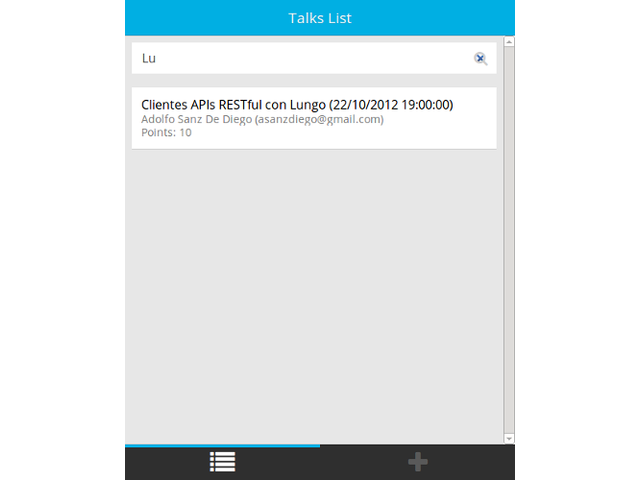 Talks List
Lu
Clientes APIs RESTful con Lungo (22/10/2012 19:00:00)
Adolfo Sanz De Diego (asanzdiego@gmail.com)
Points: 10